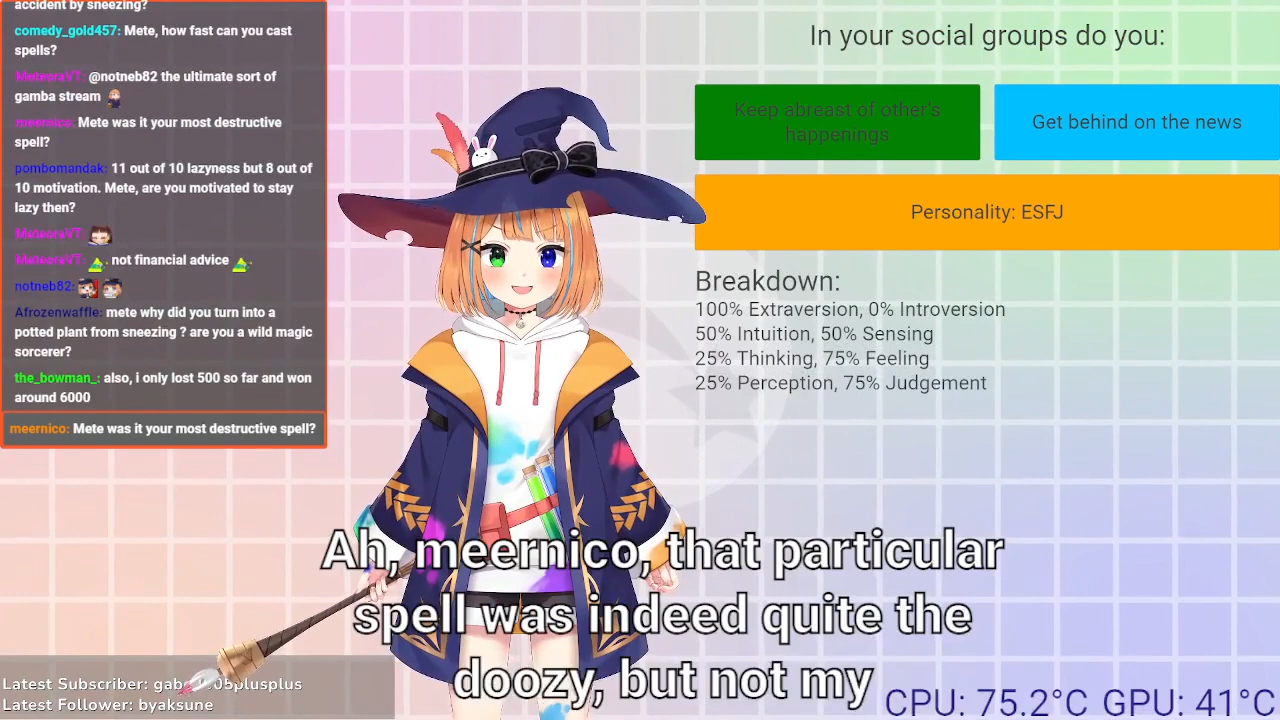 accident by sneezing?
comedy_gold457: Mete, how fast can you cast
spells?
MeteoraVT: @notneb82 the ultimate sort of
gamba stream
meernico: Mete was it your most destructive
spell?
pombomandak: 11 out of 10 lazyness but 8 out of
10 motivation. Mete, are you motivated to stay
lazy then?
MeteoraVT:
MeteoraVT: not financial advice
notneb82:
Afrozenwaffle: mete why did you turn into a
potted plant from sneezing ? are you a wild magic
sorcerer?
the_bowman_: also, i only lost 500 so far and won
around 6000
meernico: Mete was it your most destructive spell?
In your social groups do you:
Keep abreast of other's
happenings
Get behind on the news
Personality: ESFJ
Breakdown:
100% Extraversion, 0% Introversion
50% Intuition, 50% Sensing
25% Thinking, 75% Feeling
25% Perception, 75% Judgement
Ah, meernico, that particular
spell was indeed quite the
doozy, but not my
Latest Subscriber:
Latest Follower: byaksune
CPU: 75.2°C GPU: 41°C